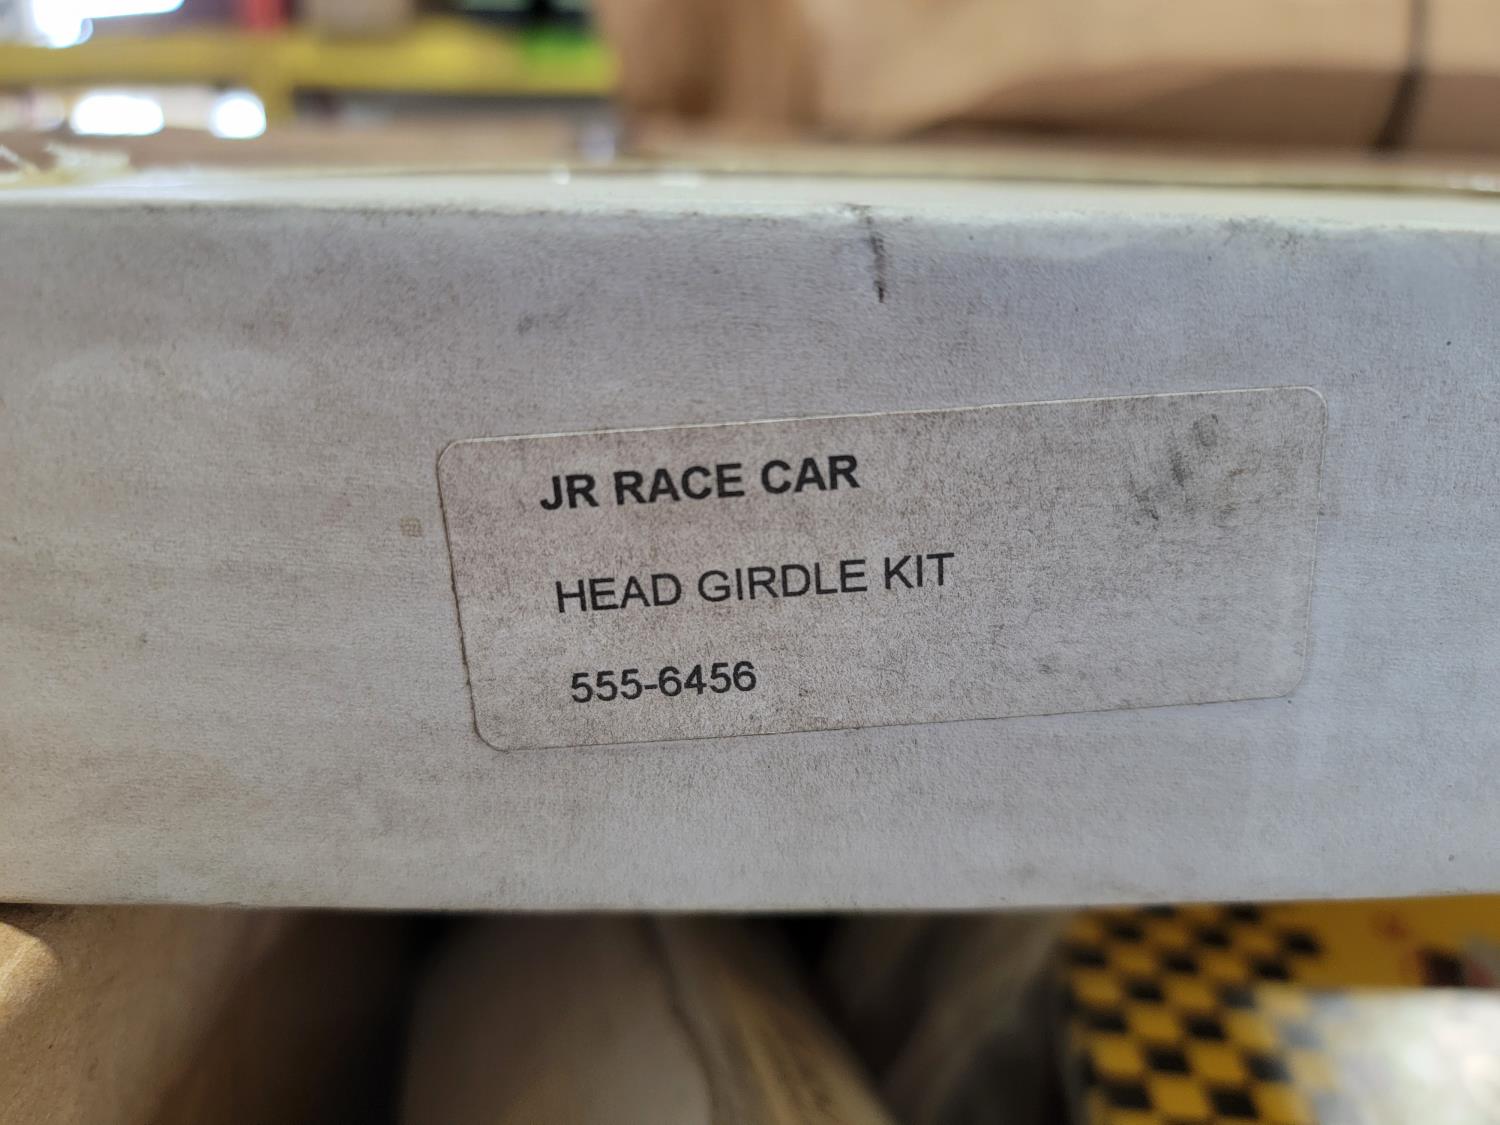 JR RACE CAR
HEAD GIRDLE KIT
555-6456